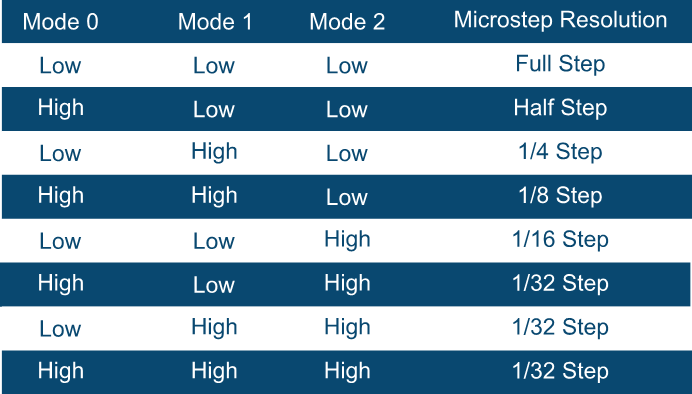 Mode 0 Mode 1 Mode 2 Microstep Resolution
Low Low Low Full Step
High Low Low Half Step
Low High Low 1/4 Step
High High Low 1/8 Step
Low Low High 1/16 Step
High Low High 1/32 Step
Low High High 1/32 Step
High High High 1/32 Step